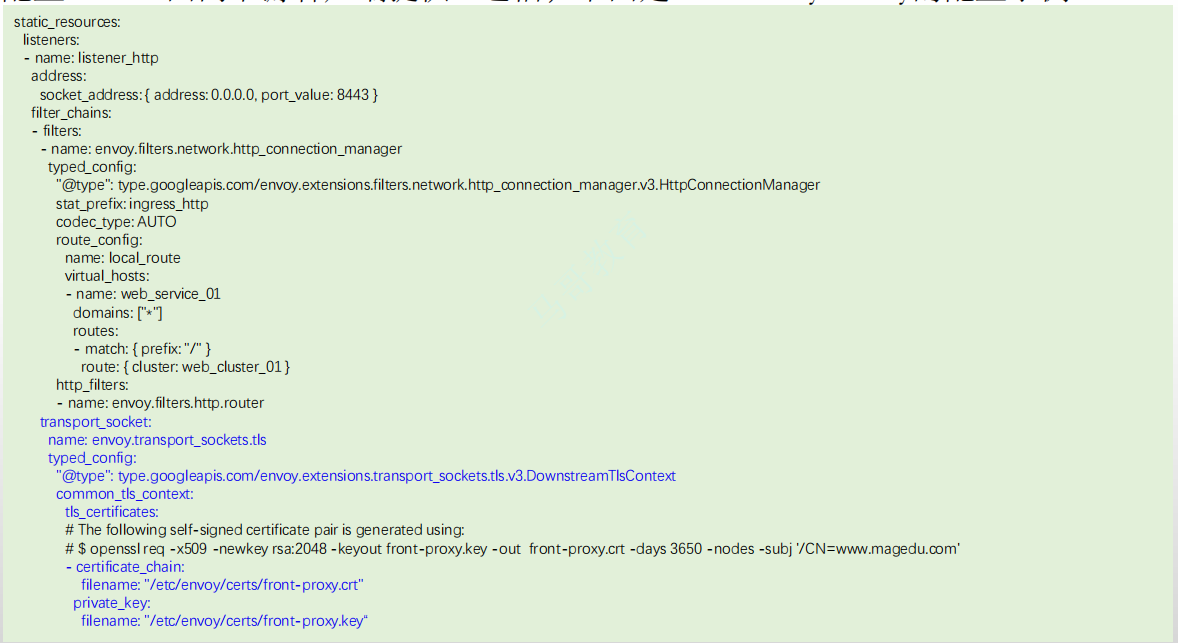 static_resources:
listeners:
- name: listener_http
address:
socket_address: { address: 0.0.0.0, port_value: 8443 }
filter_chains:
- filters:
- name: envoy.filters.network.http_connection_manager
typed_config:
"@type": type.googleapis.com/envoy.extensions.filters.network.http_connection_manager.v3.HttpConnectionManager
stat_prefix: ingress_http
codec_type: AUTO
route_config:
name: local_route
virtual_hosts:
- name: web_service_01
domains: ["*"]
routes:
- match: { prefix: "/" }
route: { cluster: web_cluster_01 }
http_filters:
- name: envoy.filters.http.router
transport_socket:
name: envoy.transport_sockets.tls
typed_config:
"@type": type.googleapis.com/envoy.extensions.transport_sockets.tls.v3.DownstreamTlsContext
common_tls_context:
tls_certificates:
# The following self-signed certificate pair is generated using:
# $ openssl req -x509 -newkey rsa:2048 -keyout front-proxy.key -out front-proxy.crt -days 3650 -nodes -subj '/CN=www.magedu.com'
- certificate_chain:
filename: "/etc/envoy/certs/front-proxy.crt"
private_key:
filename: "/etc/envoy/certs/front-proxy.key“